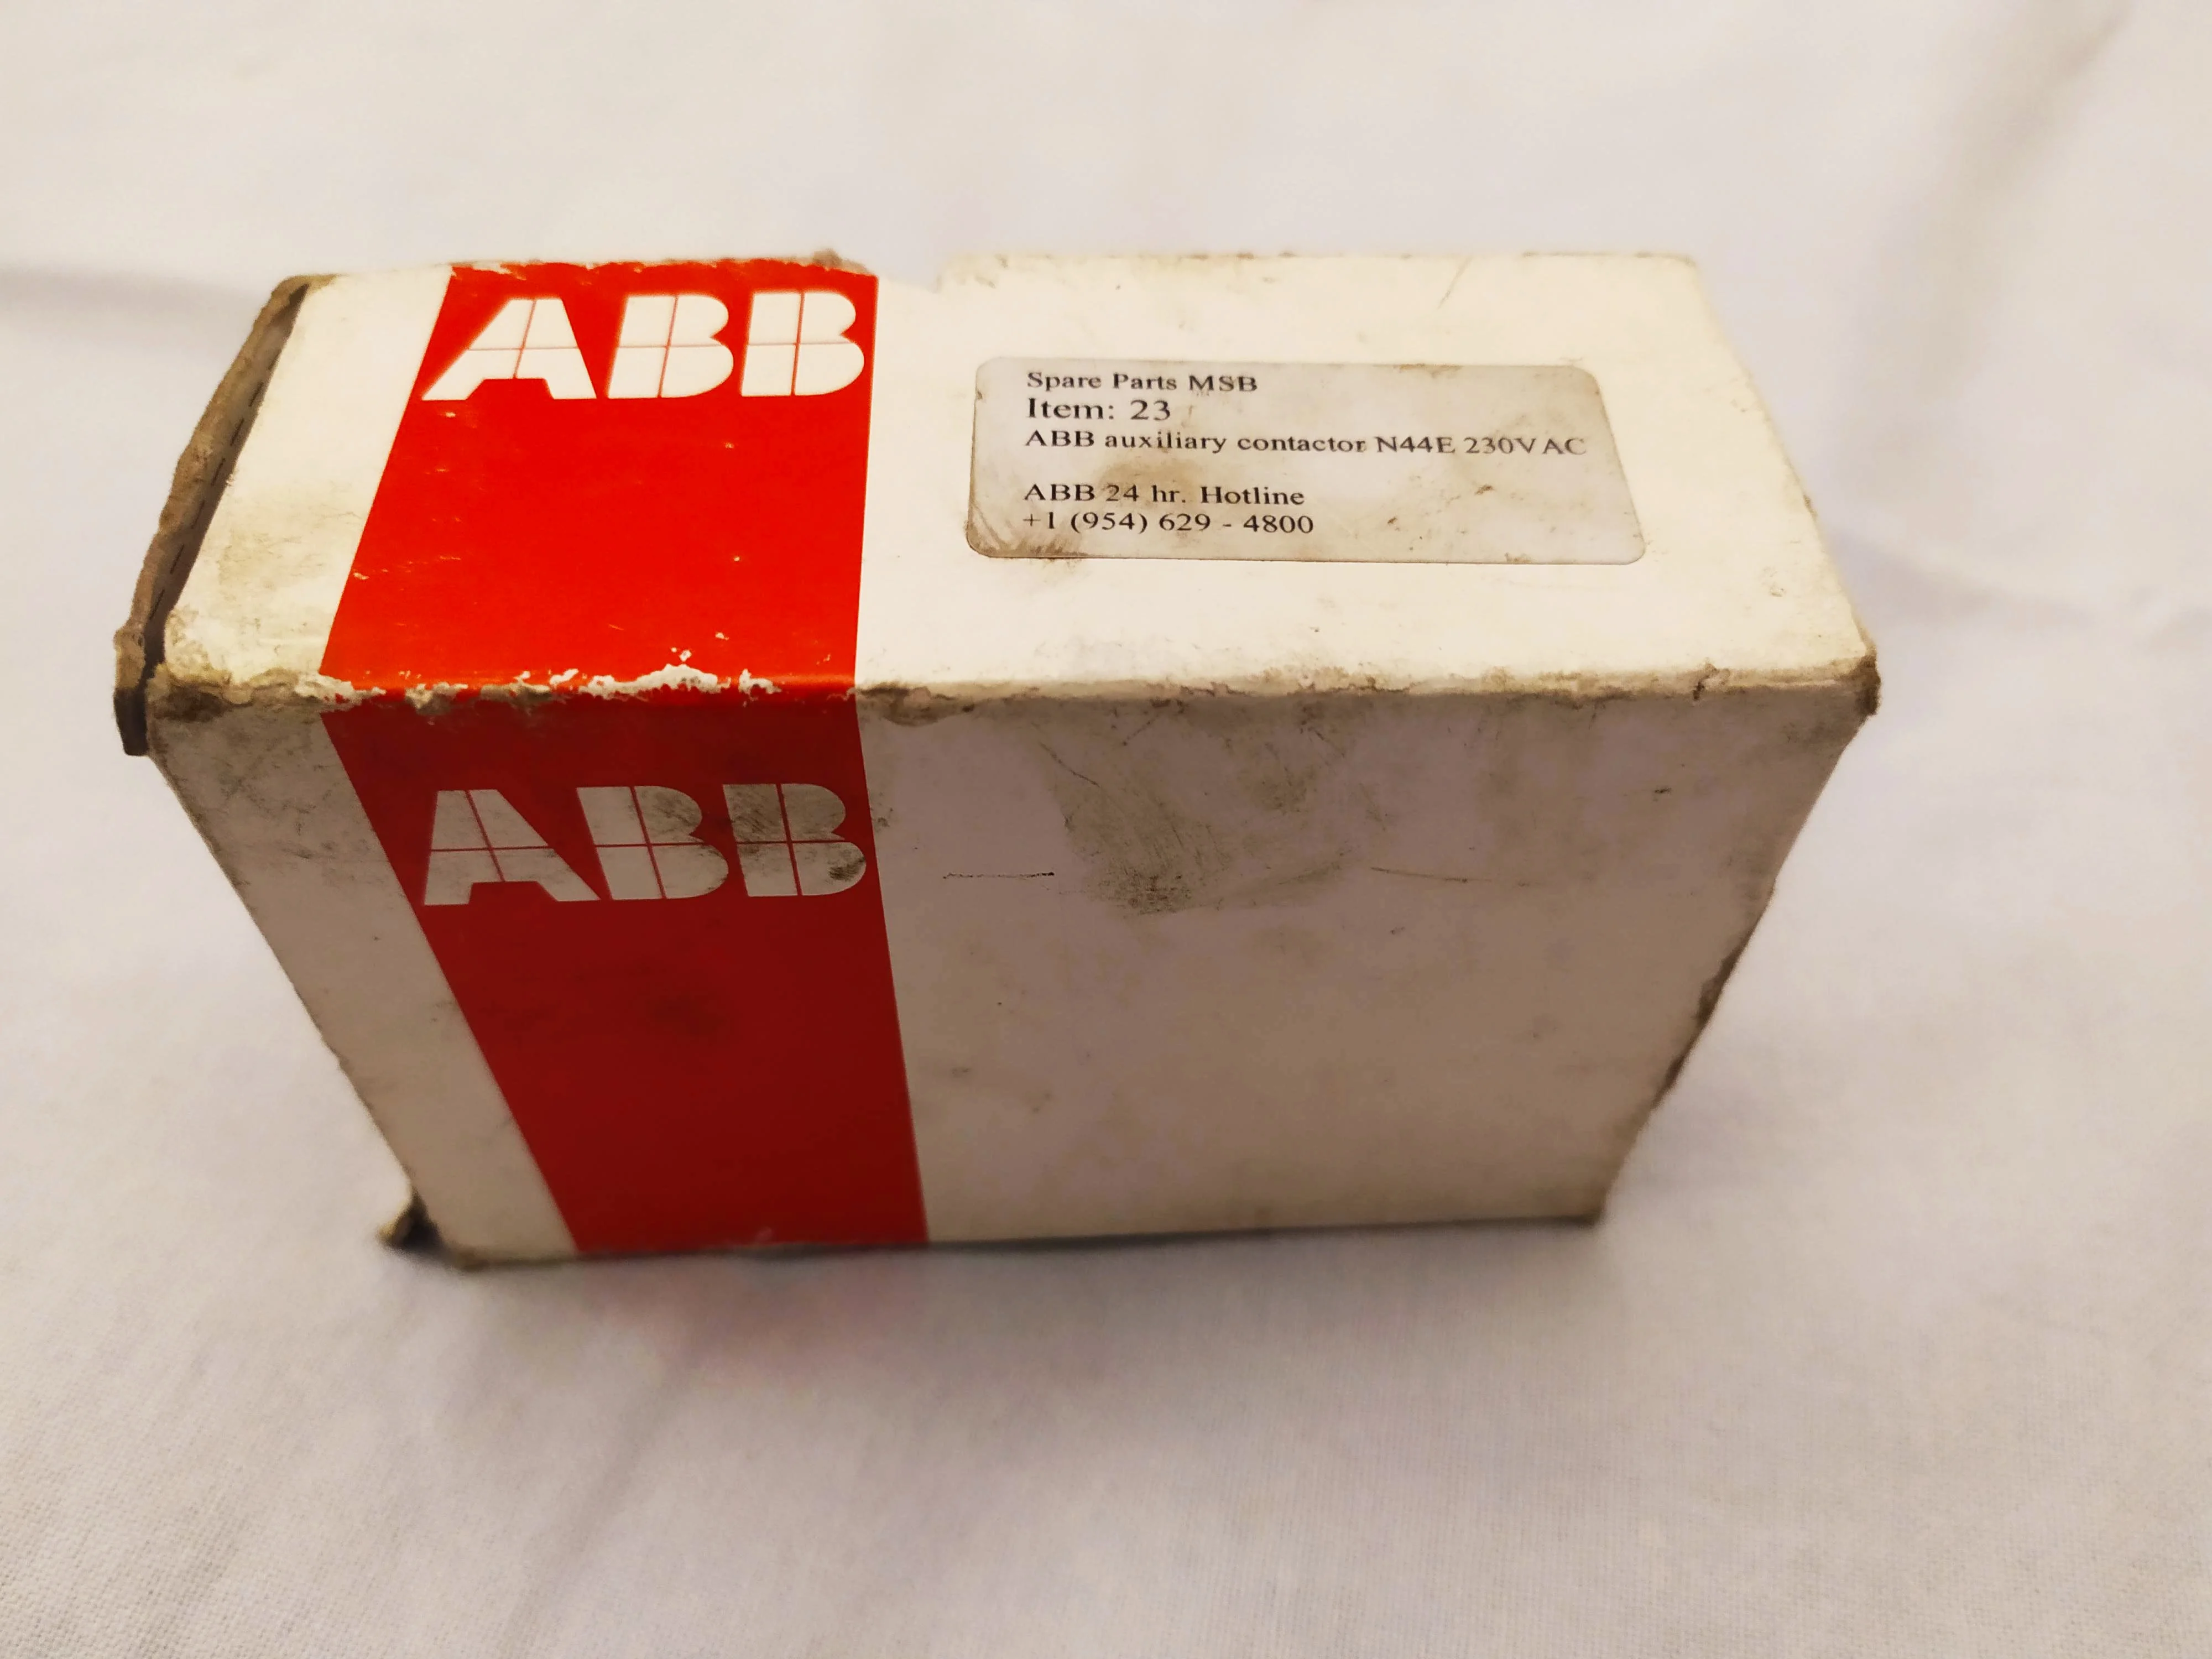 ABB
Spare Parts MSB
Item: 23
ABB auxiliary contactor N44E 230VAC
ABB 24 hr. Hotline
+1 (954) 629 - 4800
ABB